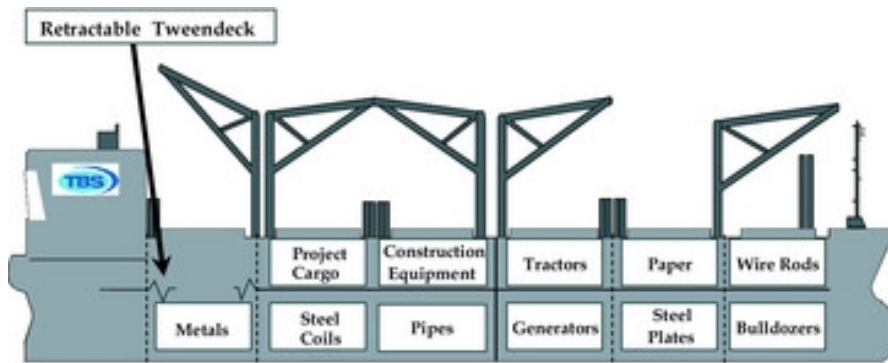 Retractable Tweendeck
TBS
Project
Cargo
Construction
Equipment
Tractors
Paper
Wire Rods
Metals
Steel
Coils
Pipes
Generators
Steel
Plates
Bulldozers